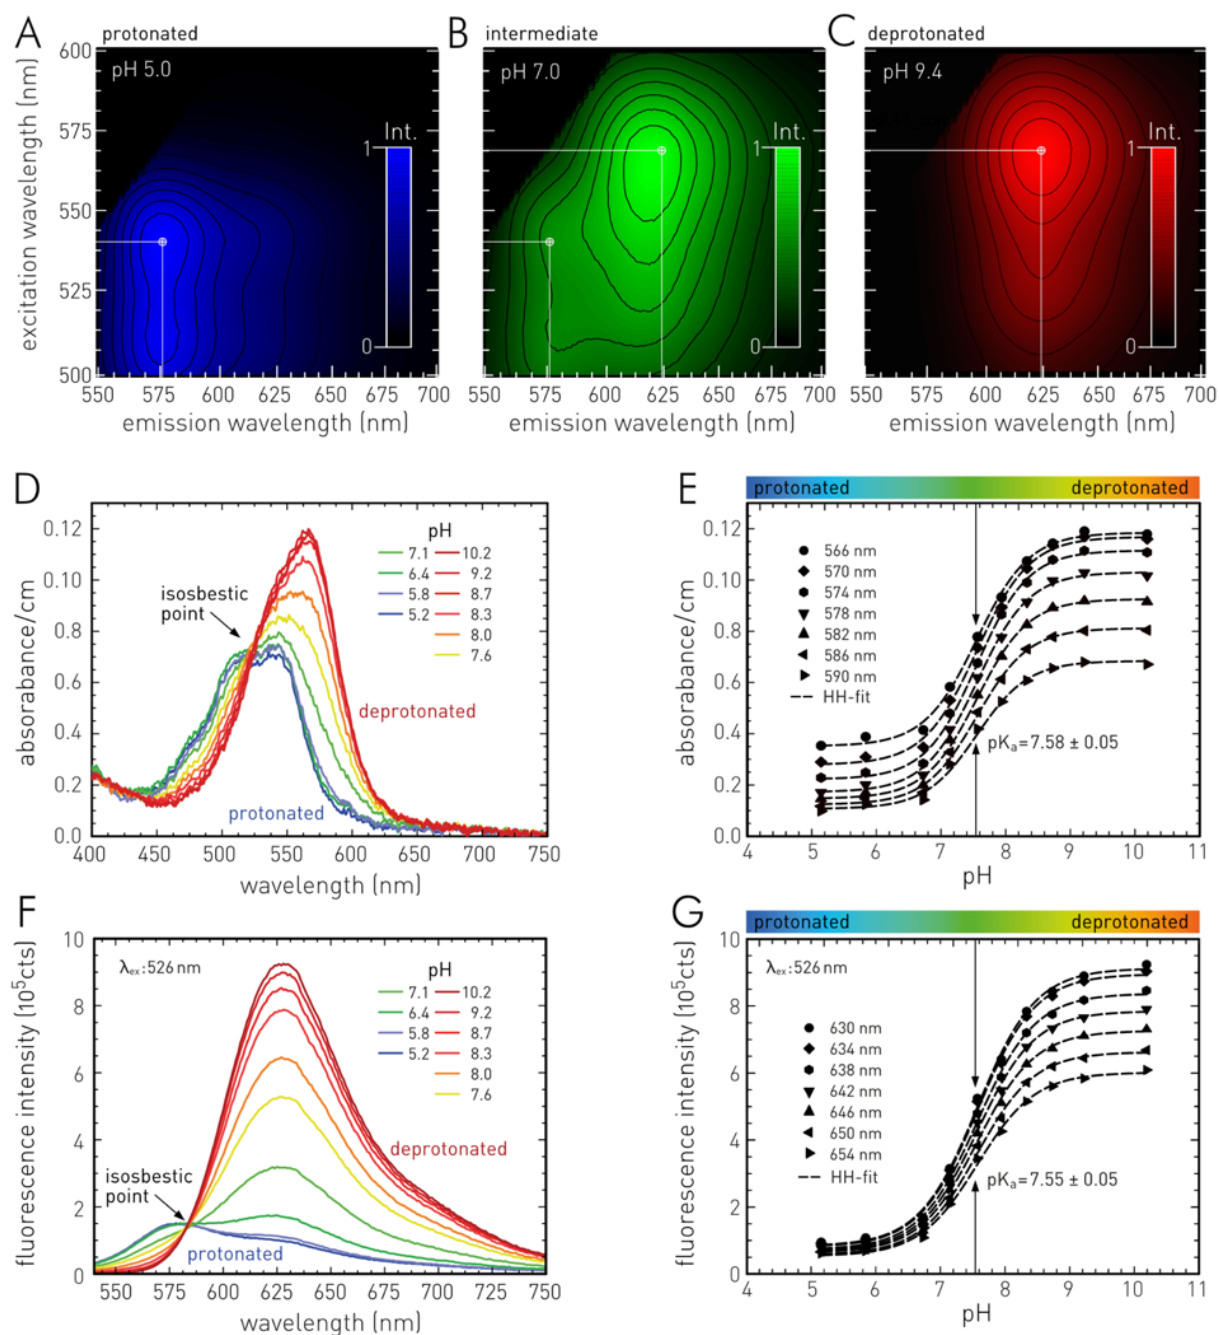 A protonated
B intermediate
C deprotonated
600
575
550
525
500
excitation wavelength (nm)
pH 5.0
Int.
1
0
pH 7.0
Int.
1
0
pH 9.4
Int.
1
0
550 575 600 625 650 675 700
550 575 600 625 650 675 700
550 575 600 625 650 675 700
emission wavelength (nm)
emission wavelength (nm)
emission wavelength (nm)
D
0.12
0.10
0.8
0.6
0.4
0.2
0.0
absorabance/cm
pH
7.1 10.2
6.4 9.2
5.8 8.7
5.2 8.3
8.0
7.6
isosbestic
point
deprotonated
protonated
400 450 500 550 600 650 700 750
wavelength (nm)
E
protonated deprotonated
0.12
0.10
0.8
0.6
0.4
0.2
0.0
absorabance/cm
566 nm
570 nm
574 nm
578 nm
582 nm
586 nm
590 nm
HH-fit
pKa=7.58 ± 0.05
4 5 6 7 8 9 10 11
pH
F
10
8
6
4
2
0
fluorescence intensity (10⁵cts)
λex:526 nm
pH
7.1 10.2
6.4 9.2
5.8 8.7
5.2 8.3
8.0
7.6
deprotonated
isosbestic
point
protonated
550 575 600 625 650 675 700 750
wavelength (nm)
G
protonated deprotonated
10
8
6
4
2
0
fluorescence intensity (10⁵cts)
λex:526 nm
630 nm
634 nm
638 nm
642 nm
646 nm
650 nm
654 nm
HH-fit
pKa=7.55 ± 0.05
4 5 6 7 8 9 10 11
pH